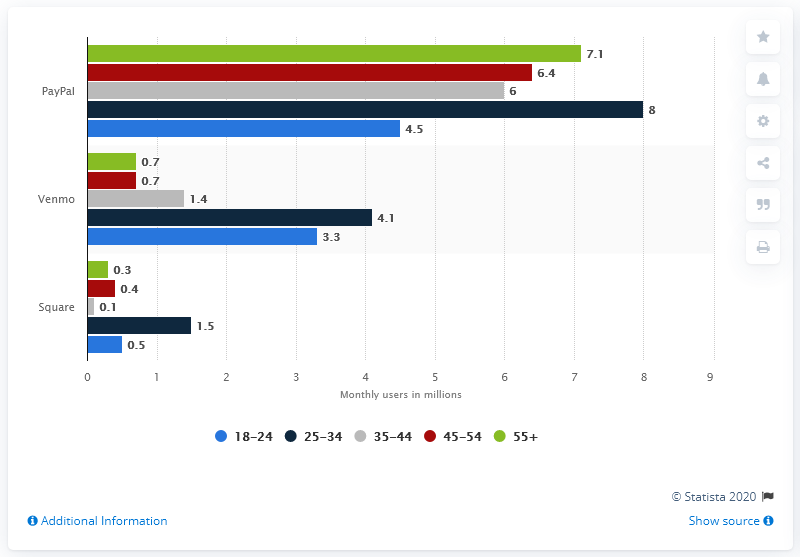 PayPal
7.1
6.4
6
8
4.5
Venmo
0.7
0.7
1.4
4.1
3.3
Square
0.3
0.4
0.1
1.5
0.5
0 1 2 3 4 5 6 7 8 9
Monthly users in millions
18–24 25–34 35–44 45–54 55+
© Statista 2020
Additional Information Show source